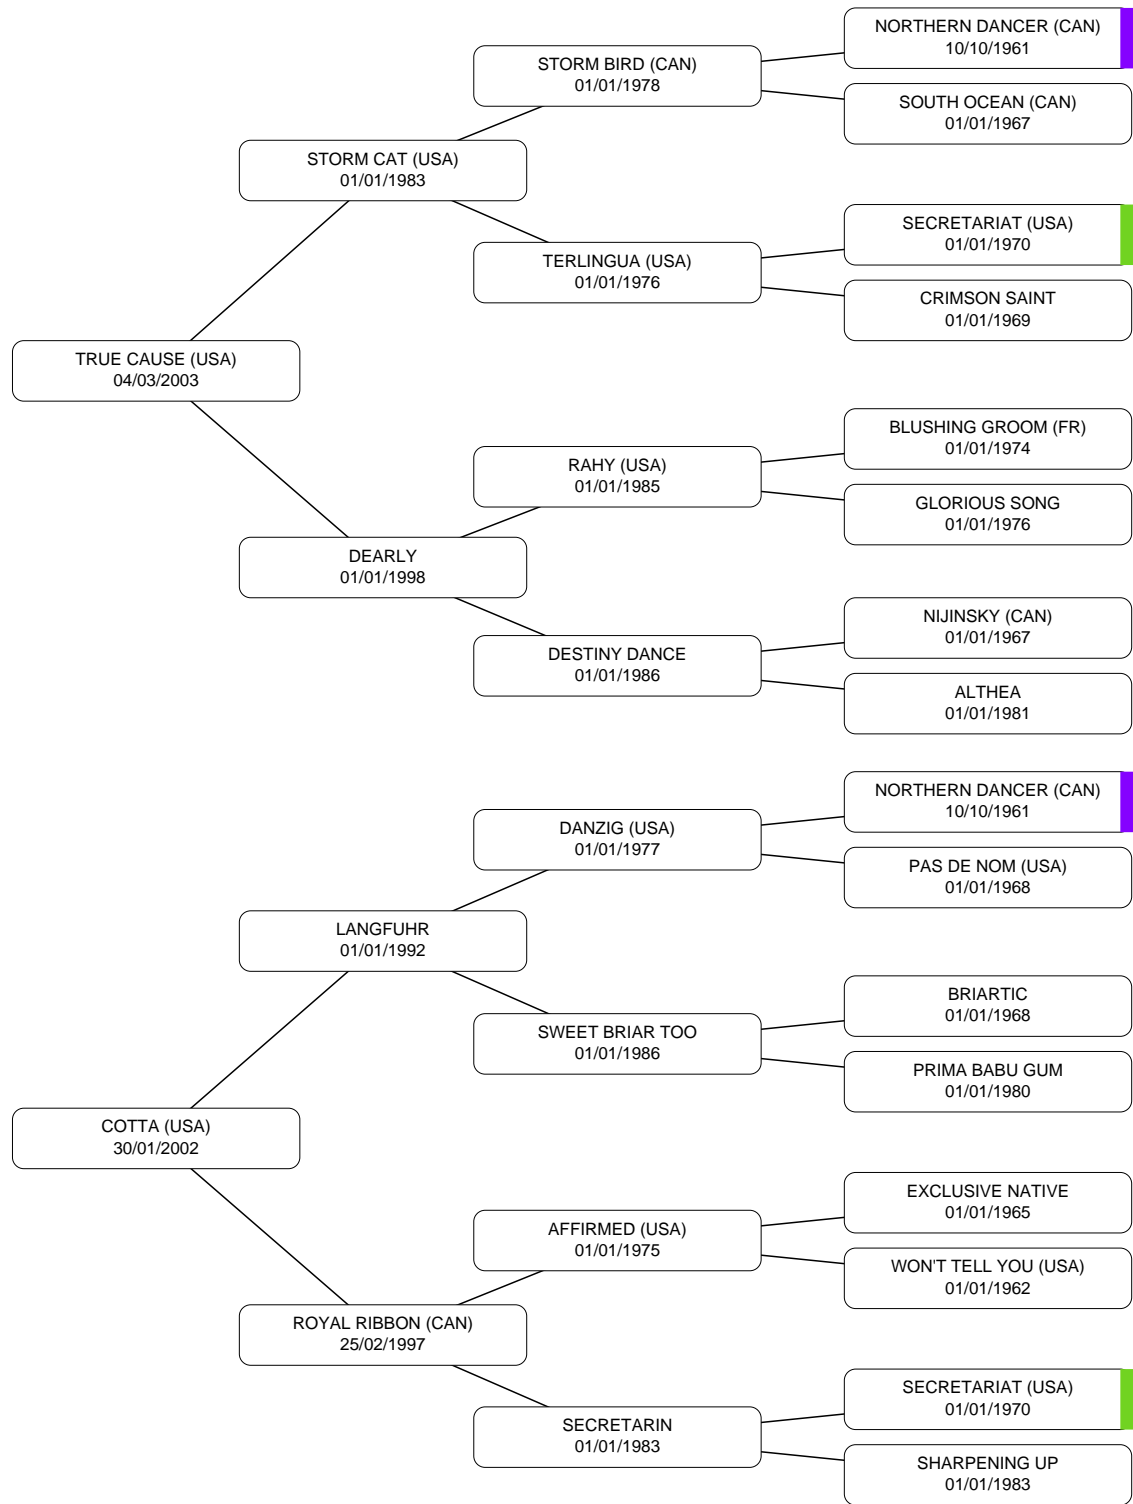 NORTHERN DANCER (CAN)
10/10/1961
STORM BIRD (CAN)
01/01/1978
SOUTH OCEAN (CAN)
01/01/1967
STORM CAT (USA)
01/01/1983
SECRETARIAT (USA)
01/01/1970
TERLINGUA (USA)
01/01/1976
CRIMSON SAINT
01/01/1969
TRUE CAUSE (USA)
04/03/2003
BLUSHING GROOM (FR)
01/01/1974
RAHY (USA)
01/01/1985
GLORIOUS SONG
01/01/1976
DEARLY
01/01/1998
NIJINSKY (CAN)
01/01/1967
DESTINY DANCE
01/01/1986
ALTHEA
01/01/1981
NORTHERN DANCER (CAN)
10/10/1961
DANZIG (USA)
01/01/1977
PAS DE NOM (USA)
01/01/1968
LANGFUHR
01/01/1992
BRIARTIC
01/01/1968
SWEET BRIAR TOO
01/01/1986
PRIMA BABU GUM
01/01/1980
COTTA (USA)
30/01/2002
EXCLUSIVE NATIVE
01/01/1965
AFFIRMED (USA)
01/01/1975
WON'T TELL YOU (USA)
01/01/1962
ROYAL RIBBON (CAN)
25/02/1997
SECRETARIAT (USA)
01/01/1970
SECRETARIN
01/01/1983
SHARPENING UP
01/01/1983